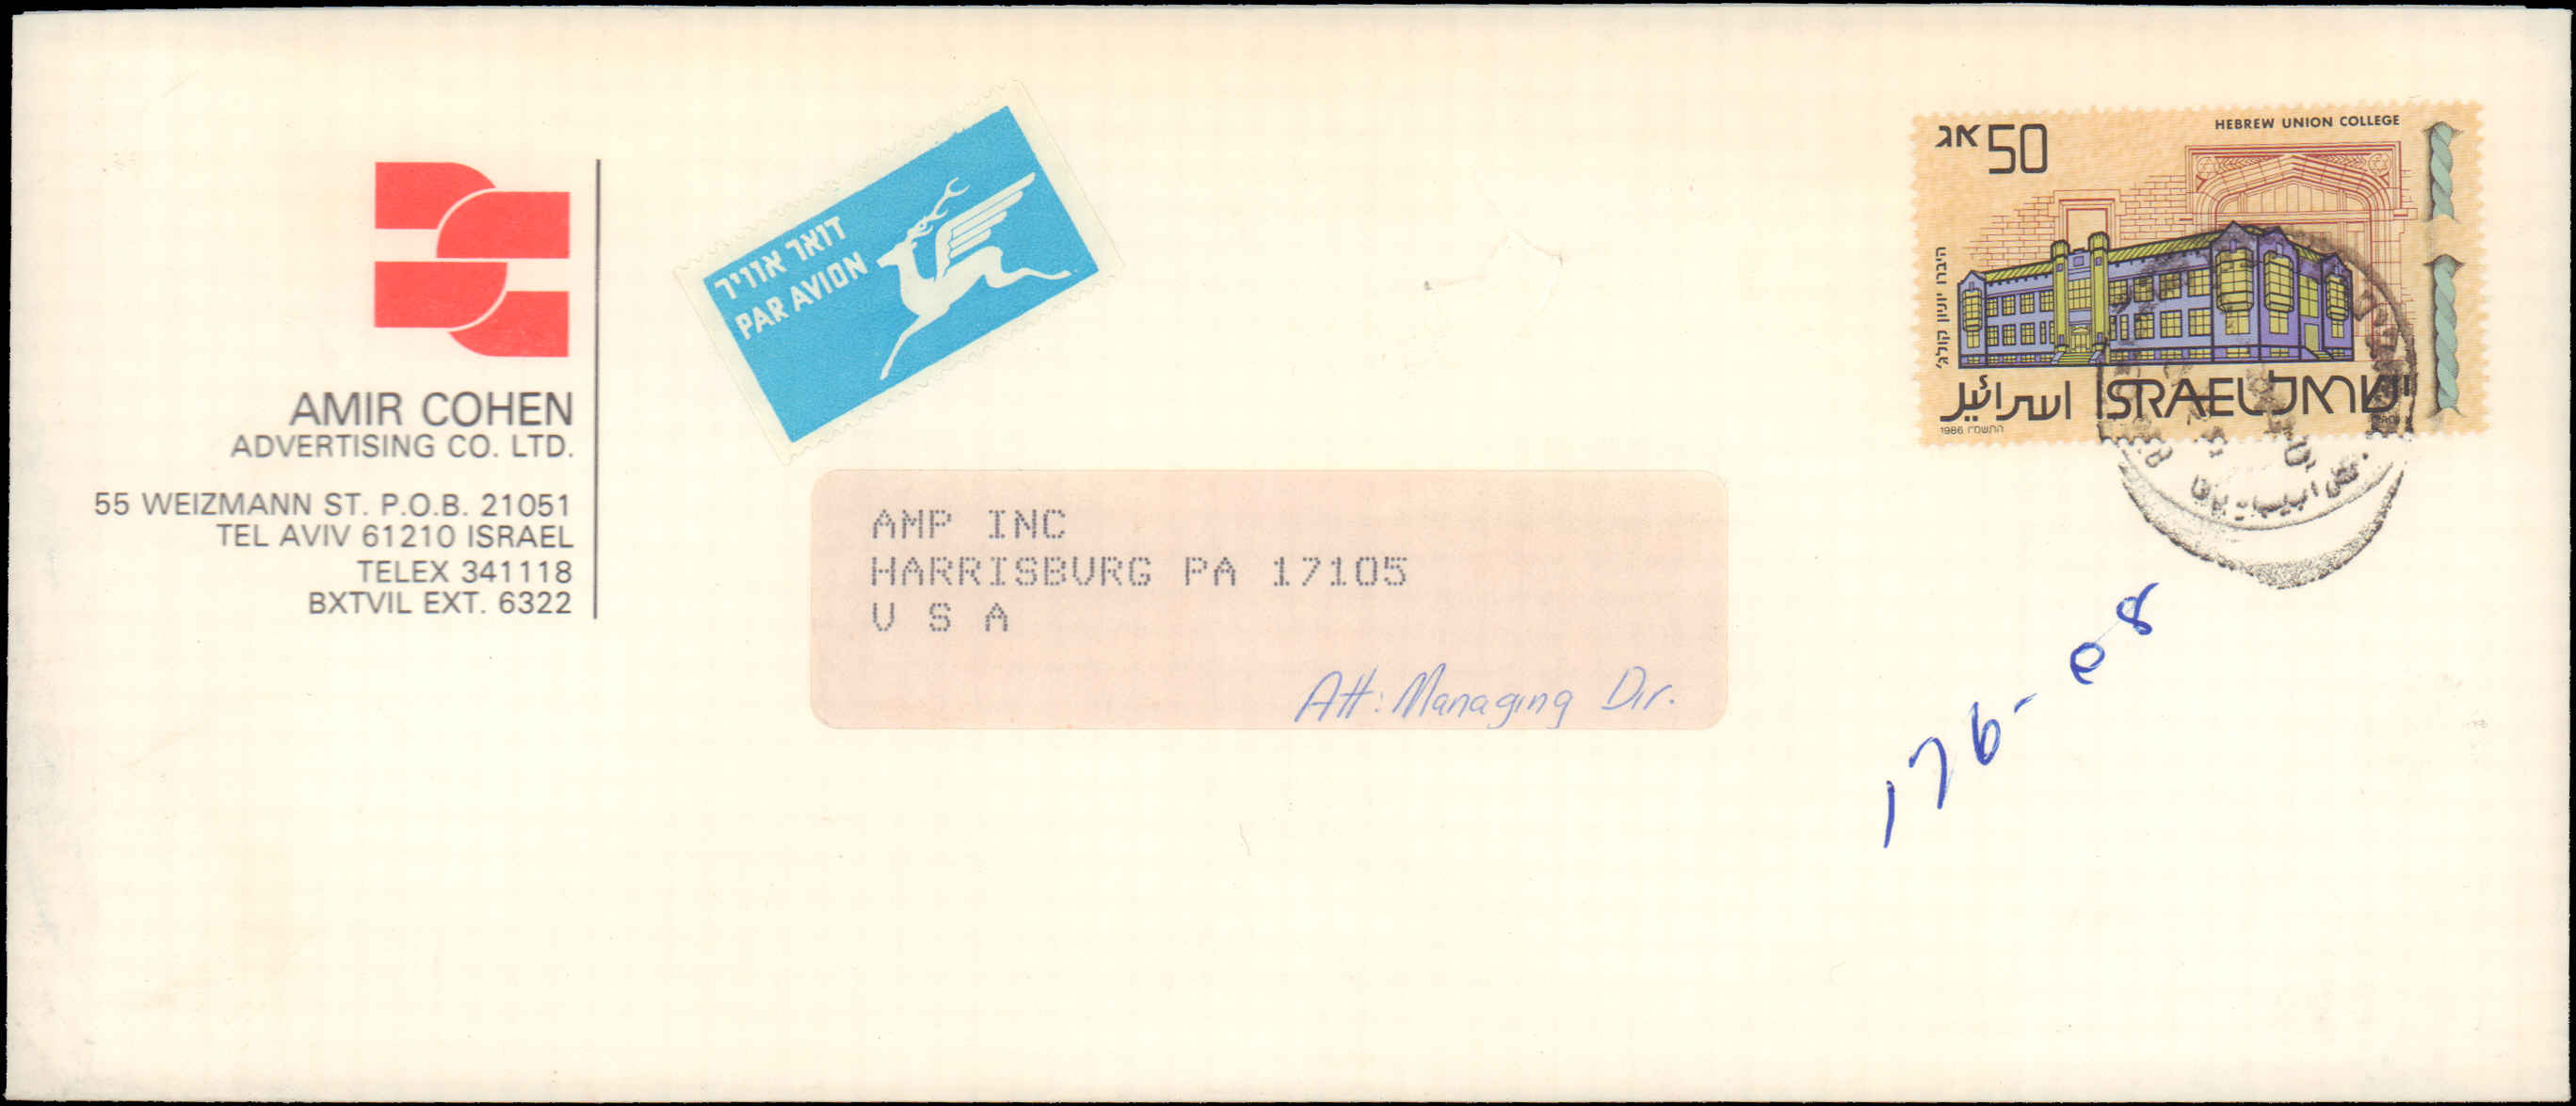 AMIR COHEN
ADVERTISING CO. LTD.
55 WEIZMANN ST. P.O.B. 21051
TEL AVIV 61210 ISRAEL
TELEX 341118
BXTVIL EXT. 6322
דואר אוויר
PAR AVION
אג 50
HEBREW UNION COLLEGE
היברו יוניון קולג'
اسرائيل ISRAEL ישראל
1986 התשמ"ו
AMP INC
HARRISBURG PA 17105
U S A
Att: Managing Dir.